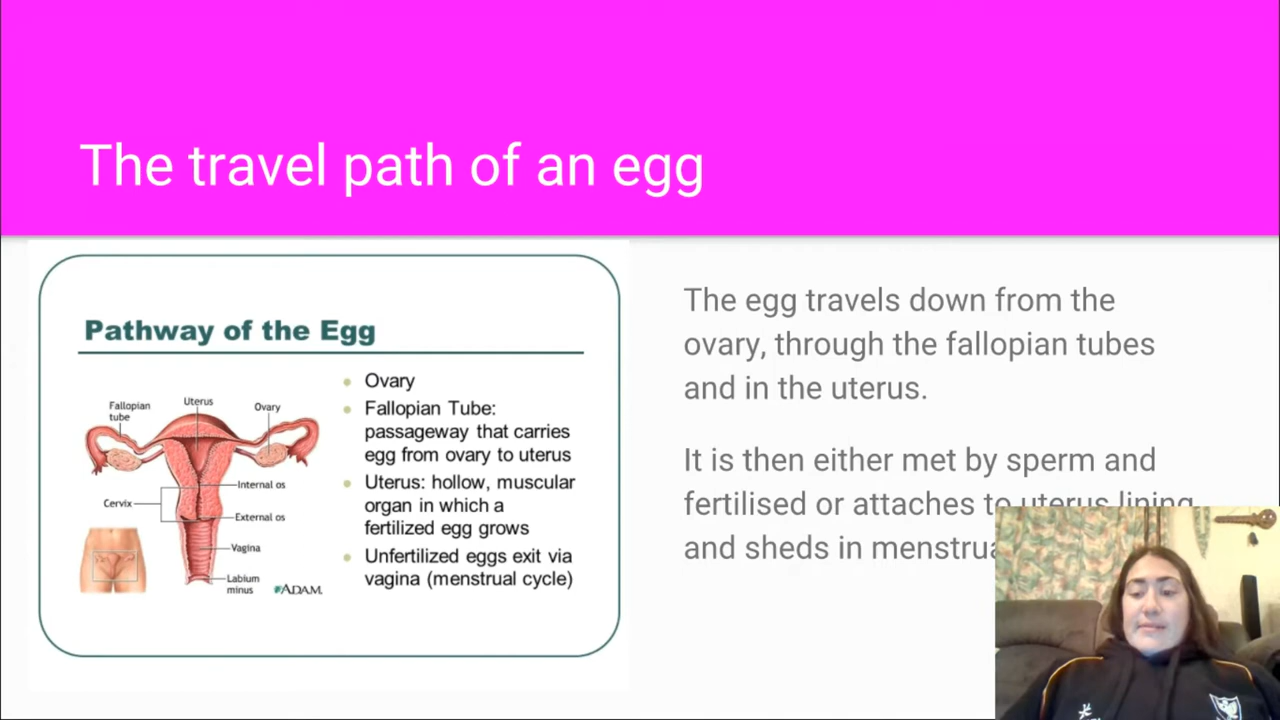 The travel path of an egg
Pathway of the Egg
Fallopian
tube
Uterus
Ovary
Internal os
Cervix
External os
Vagina
Labium
minus
ADAM.
Ovary
Fallopian Tube:
passageway that carries
egg from ovary to uterus
Uterus: hollow, muscular
organ in which a
fertilized egg grows
Unfertilized eggs exit via
vagina (menstrual cycle)
The egg travels down from the
ovary, through the fallopian tubes
and in the uterus.
It is then either met by sperm and
fertilised or attaches to uterus lining
and sheds in